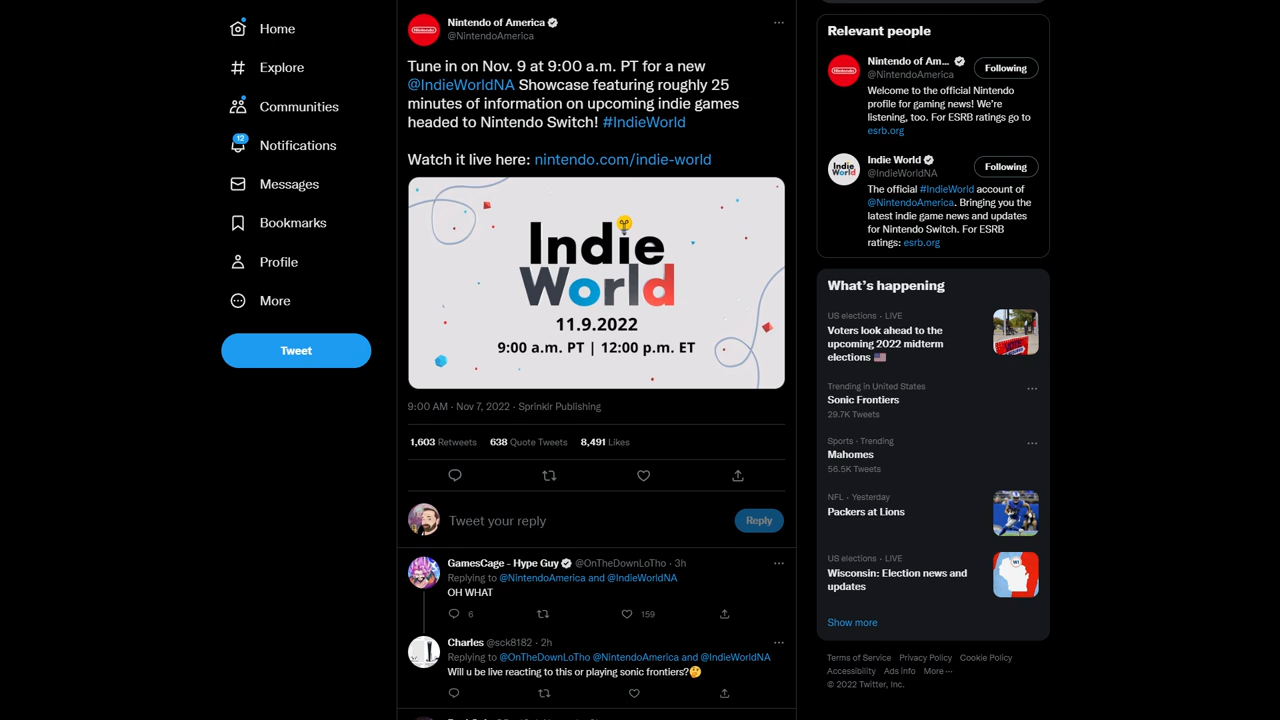 Home
Explore
Communities
12
Notifications
Messages
Bookmarks
Profile
More
Tweet
Nintendo
Nintendo of America
@NintendoAmerica
Tune in on Nov. 9 at 9:00 a.m. PT for a new
@IndieWorldNA Showcase featuring roughly 25
minutes of information on upcoming indie games
headed to Nintendo Switch! #IndieWorld
Watch it live here: nintendo.com/indie-world
Indie
World
11.9.2022
9:00 a.m. PT | 12:00 p.m. ET
9:00 AM · Nov 7, 2022 · Sprinklr Publishing
1,603 Retweets 638 Quote Tweets 8,491 Likes
Tweet your reply
Reply
GamesCage - Hype Guy @OnTheDownLoTho · 3h
Replying to @NintendoAmerica and @IndieWorldNA
OH WHAT
6 159
Charles @sck8182 · 2h
Replying to @OnTheDownLoTho @NintendoAmerica and @IndieWorldNA
Will u be live reacting to this or playing sonic frontiers?🤔
Relevant people
Nintendo
Nintendo of Am...
@NintendoAmerica
Following
Welcome to the official Nintendo
profile for gaming news! We're
listening, too. For ESRB ratings go to
esrb.org
Indie
World
Indie World
@IndieWorldNA
Following
The official #IndieWorld account of
@NintendoAmerica. Bringing you the
latest indie game news and updates
for Nintendo Switch. For ESRB
ratings: esrb.org
What's happening
US elections · LIVE
Voters look ahead to the
upcoming 2022 midterm
elections 🇺🇸
Trending in United States
Sonic Frontiers
29.7K Tweets
Sports · Trending
Mahomes
56.5K Tweets
NFL · Yesterday
Packers at Lions
US elections · LIVE
Wisconsin: Election news and
updates
WI
Show more
Terms of Service Privacy Policy Cookie Policy
Accessibility Ads info More ···
© 2022 Twitter, Inc.